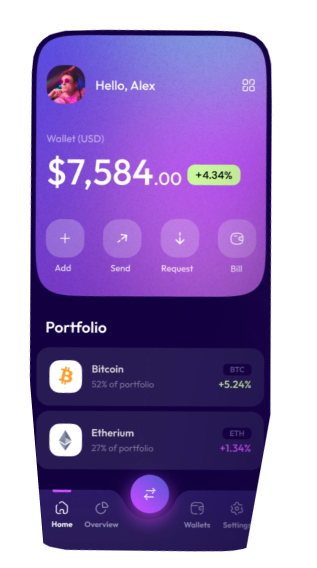 Hello, Alex
Wallet (USD)
$7,584.00 +4.34%
Add Send Request Bill
Portfolio
Bitcoin BTC
52% of portfolio +5.24%
Etherium ETH
27% of portfolio +1.34%
Home Overview Wallets Settings